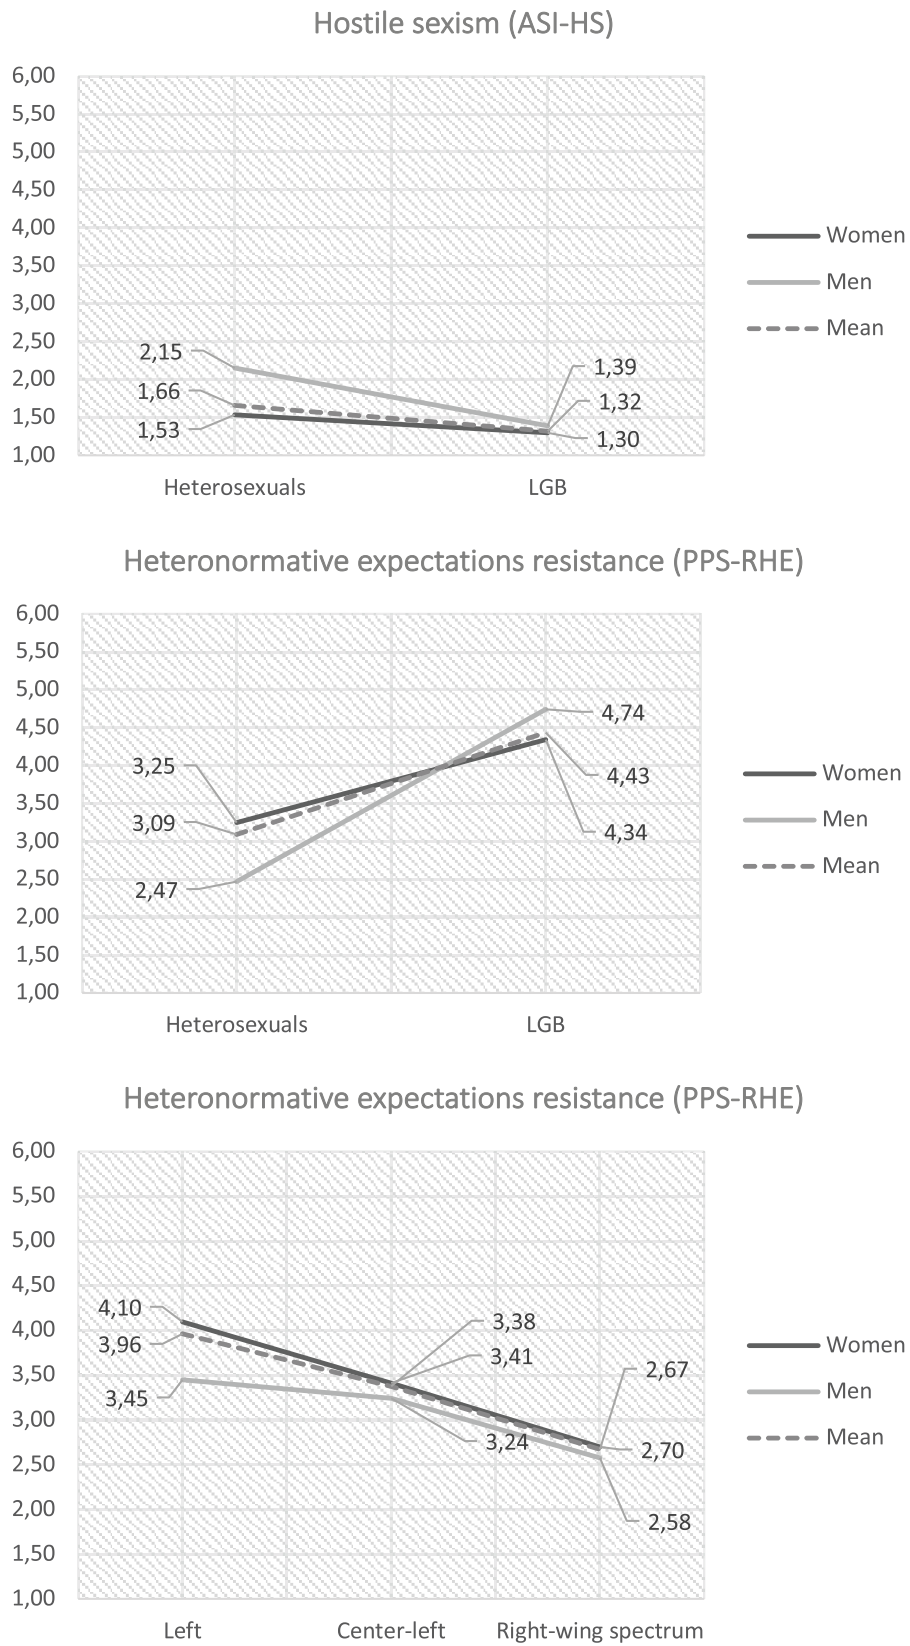 Hostile sexism (ASI-HS)
6,00
5,50
5,00
4,50
4,00
3,50
3,00
2,50
2,00
1,50
1,00
2,15
1,66
1,53
1,39
1,32
1,30
Heterosexuals
LGB
Women
Men
Mean
Heteronormative expectations resistance (PPS-RHE)
6,00
5,50
5,00
4,50
4,00
3,50
3,00
2,50
2,00
1,50
1,00
3,25
3,09
2,47
4,74
4,43
4,34
Heterosexuals
LGB
Women
Men
Mean
Heteronormative expectations resistance (PPS-RHE)
6,00
5,50
5,00
4,50
4,00
3,50
3,00
2,50
2,00
1,50
1,00
4,10
3,96
3,45
3,38
3,41
3,24
2,67
2,70
2,58
Left
Center-left
Right-wing spectrum
Women
Men
Mean